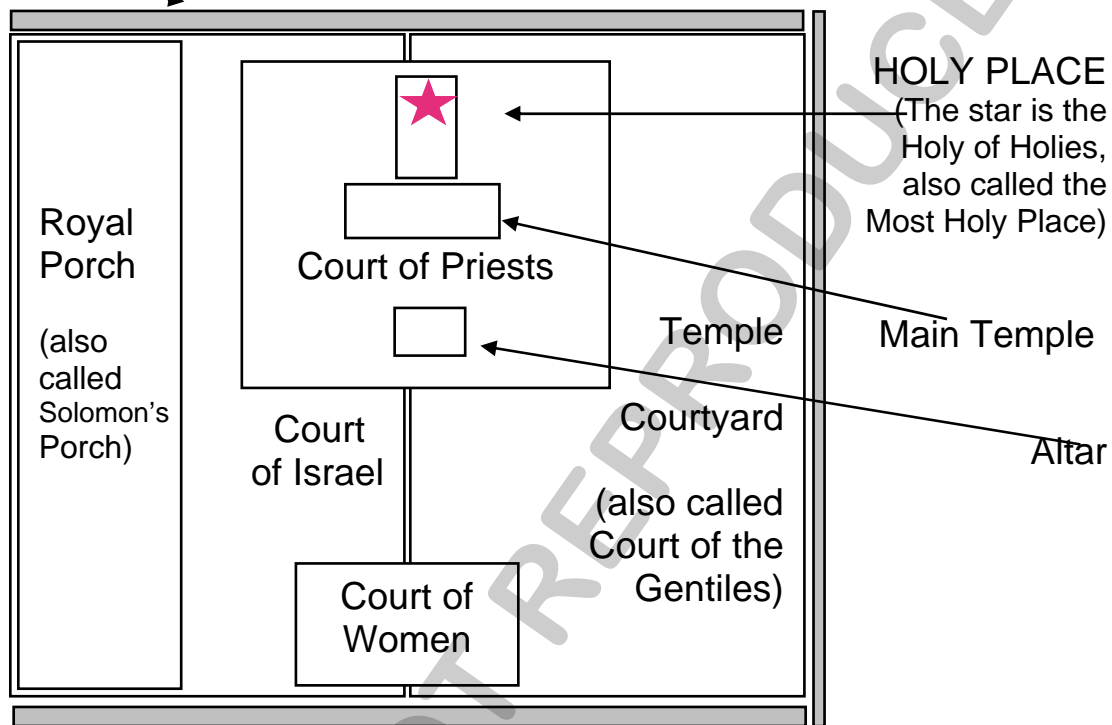 Royal
Porch
(also
called
Solomon's
Porch)
Court of Priests
Court
of Israel
Court of
Women
Temple
Courtyard
(also called
Court of the
Gentiles)
HOLY PLACE
(The star is the
Holy of Holies,
also called the
Most Holy Place)
Main Temple
Altar
OT REPRODUCE